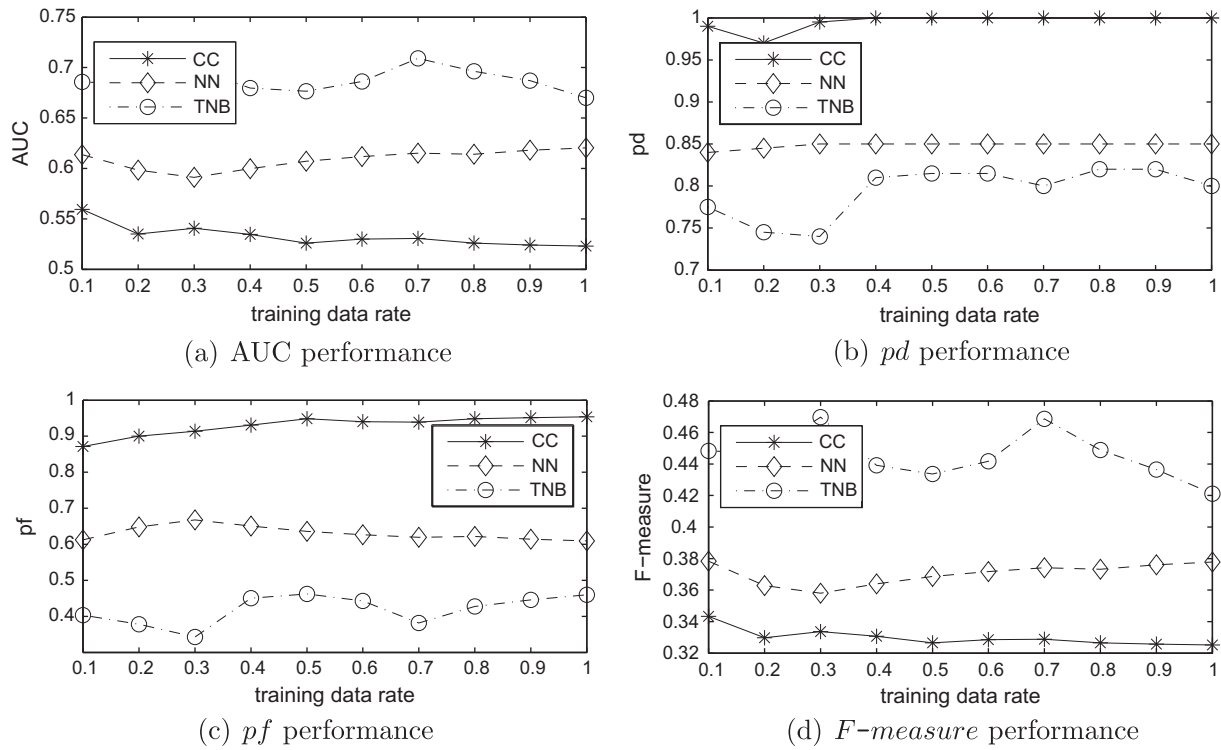 0.75
0.7
0.65
0.6
0.55
0.5
AUC
CC
NN
TNB
0.1 0.2 0.3 0.4 0.5 0.6 0.7 0.8 0.9 1
training data rate
(a) AUC performance
1
0.95
0.9
0.85
0.8
0.75
0.7
pd
CC
NN
TNB
0.1 0.2 0.3 0.4 0.5 0.6 0.7 0.8 0.9 1
training data rate
(b) pd performance
1
0.9
0.8
0.7
0.6
0.5
0.4
pf
CC
NN
TNB
0.1 0.2 0.3 0.4 0.5 0.6 0.7 0.8 0.9 1
training data rate
(c) pf performance
0.48
0.46
0.44
0.42
0.4
0.38
0.36
0.34
0.32
F-measure
CC
NN
TNB
0.1 0.2 0.3 0.4 0.5 0.6 0.7 0.8 0.9 1
training data rate
(d) F-measure performance